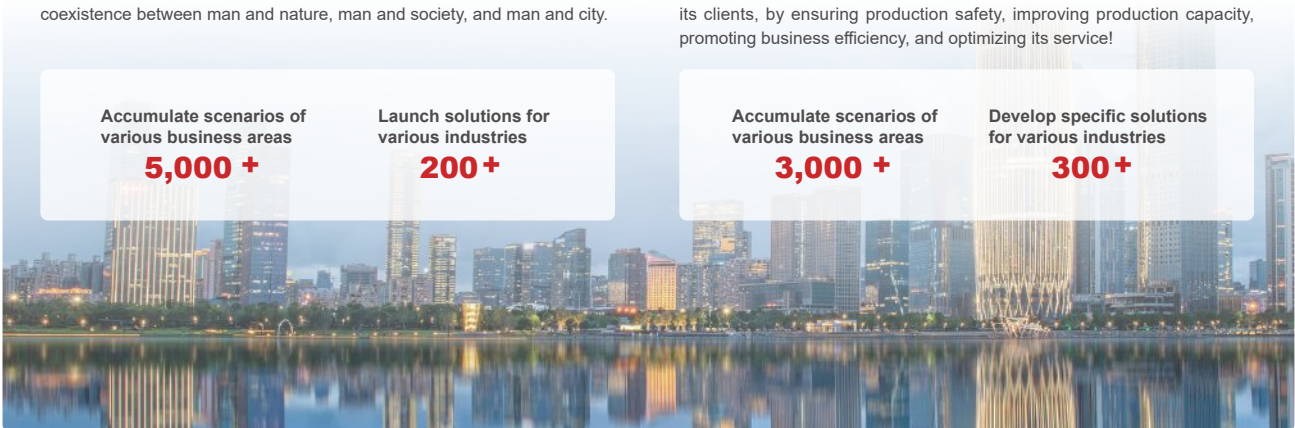 coexistence between man and nature, man and society, and man and city.
Accumulate scenarios of
various business areas
5,000 +
Launch solutions for
various industries
200+
its clients, by ensuring production safety, improving production capacity,
promoting business efficiency, and optimizing its service!
Accumulate scenarios of
various business areas
3,000 +
Develop specific solutions
for various industries
300+